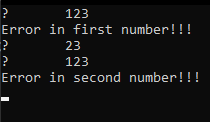 ?       123
Error in first number!!!
?       23
?       123
Error in second number!!!